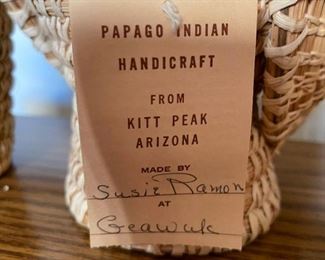 PAPAGO INDIAN
HANDICRAFT
FROM
KITT PEAK
ARIZONA
MADE BY
Susie Ramon
AT
Geawuk